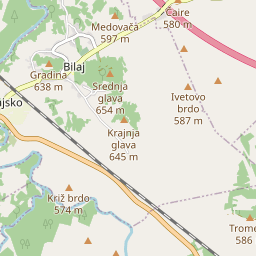 Čaire
580 m
Medovača
597 m
Bilaj
Gradina
638 m
Srednja
glava
654 m
Ivetovo
brdo
587 m
Krajnja
glava
645 m
Križ brdo
574 m
586